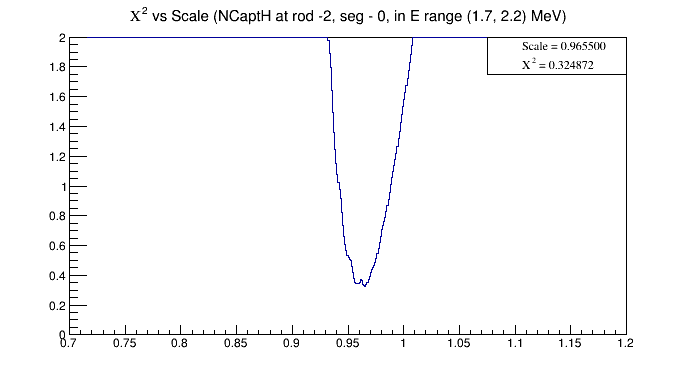 X² vs Scale (NCaptH at rod -2, seg - 0, in E range (1.7, 2.2) MeV)
Scale = 0.965500
X² = 0.324872
2
1.8
1.6
1.4
1.2
1
0.8
0.6
0.4
0.2
0
0.7 0.75 0.8 0.85 0.9 0.95 1 1.05 1.1 1.15 1.2